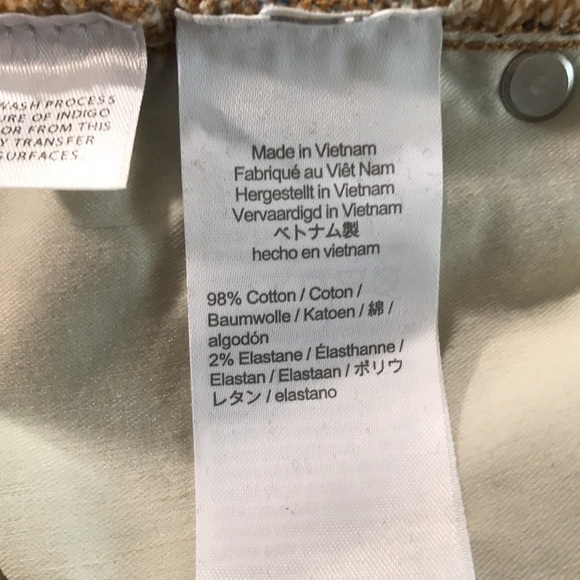 WASH PROCESS
URE OF INDIGO
OR FROM THIS
Y TRANSFER
SURFACES.
Made in Vietnam
Fabriqué au Viêt Nam
Hergestellt in Vietnam
Vervaardigd in Vietnam
ベトナム製
hecho en vietnam
98% Cotton / Coton /
Baumwolle / Katoen / 綿 /
algodón
2% Elastane / Élasthanne /
Elastan / Elastaan / ポリウ
レタン / elastano